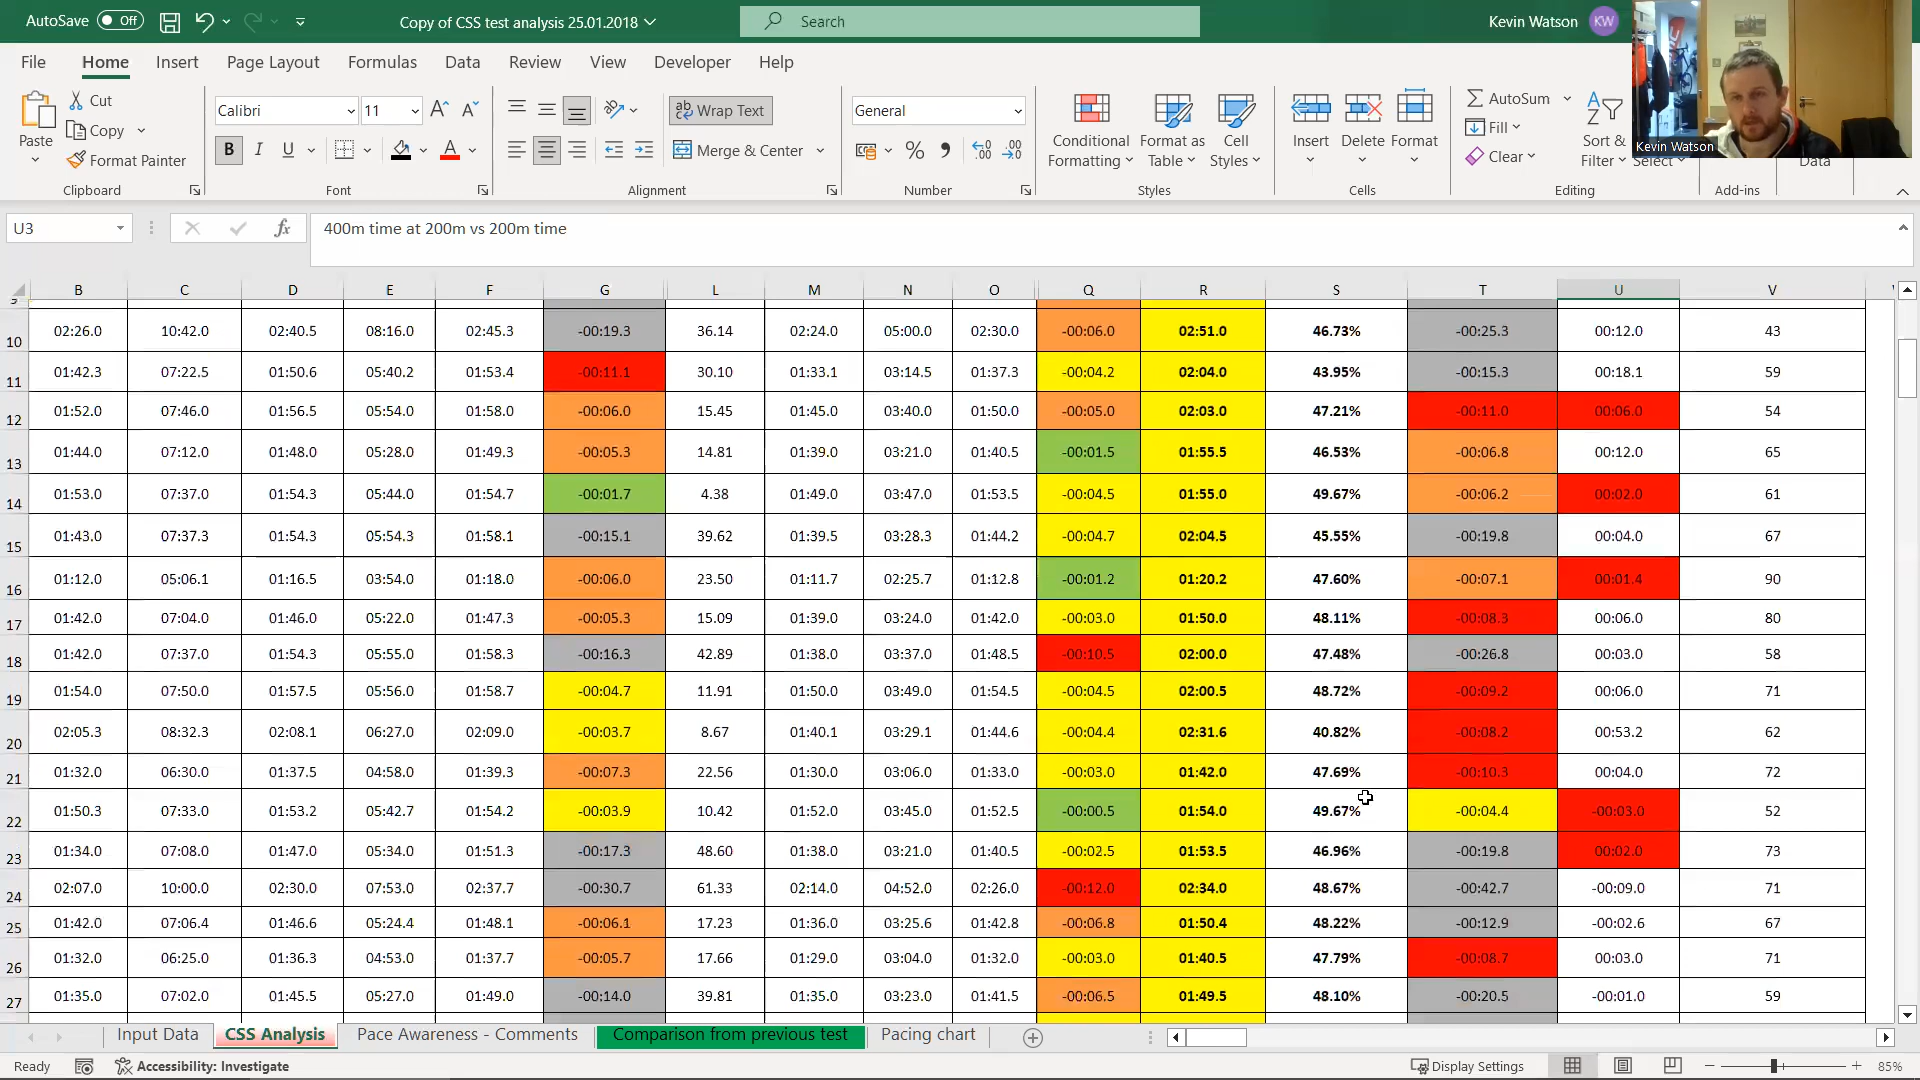 AutoSave Off Copy of CSS test analysis 25.01.2018 Search Kevin Watson KW
File Home Insert Page Layout Formulas Data Review View Developer Help
Paste Cut Copy Format Painter Clipboard
Calibri 11 B I U A Font
ab Wrap Text Merge & Center Alignment
General % Number
Conditional Formatting Format as Table Cell Styles Styles
Insert Delete Format Cells
AutoSum Fill Clear Sort & Filter Select Editing
Add-ins Data
Kevin Watson
U3 fx 400m time at 200m vs 200m time
B C D E F G L M N O Q R S T U V
10 02:26.0 10:42.0 02:40.5 08:16.0 02:45.3 -00:19.3 36.14 02:24.0 05:00.0 02:30.0 -00:06.0 02:51.0 46.73% -00:25.3 00:12.0 43
11 01:42.3 07:22.5 01:50.6 05:40.2 01:53.4 -00:11.1 30.10 01:33.1 03:14.5 01:37.3 -00:04.2 02:04.0 43.95% -00:15.3 00:18.1 59
12 01:52.0 07:46.0 01:56.5 05:54.0 01:58.0 -00:06.0 15.45 01:45.0 03:40.0 01:50.0 -00:05.0 02:03.0 47.21% -00:11.0 00:06.0 54
13 01:44.0 07:12.0 01:48.0 05:28.0 01:49.3 -00:05.3 14.81 01:39.0 03:21.0 01:40.5 -00:01.5 01:55.5 46.53% -00:06.8 00:12.0 65
14 01:53.0 07:37.0 01:54.3 05:44.0 01:54.7 -00:01.7 4.38 01:49.0 03:47.0 01:53.5 -00:04.5 01:55.0 49.67% -00:06.2 00:02.0 61
15 01:43.0 07:37.3 01:54.3 05:54.3 01:58.1 -00:15.1 39.62 01:39.5 03:28.3 01:44.2 -00:04.7 02:04.5 45.55% -00:19.8 00:04.0 67
16 01:12.0 05:06.1 01:16.5 03:54.0 01:18.0 -00:06.0 23.50 01:11.7 02:25.7 01:12.8 -00:01.2 01:20.2 47.60% -00:07.1 00:01.4 90
17 01:42.0 07:04.0 01:46.0 05:22.0 01:47.3 -00:05.3 15.09 01:39.0 03:24.0 01:42.0 -00:03.0 01:50.0 48.11% -00:08.3 00:06.0 80
18 01:42.0 07:37.0 01:54.3 05:55.0 01:58.3 -00:16.3 42.89 01:38.0 03:37.0 01:48.5 -00:10.5 02:00.0 47.48% -00:26.8 00:03.0 58
19 01:54.0 07:50.0 01:57.5 05:56.0 01:58.7 -00:04.7 11.91 01:50.0 03:49.0 01:54.5 -00:04.5 02:00.5 48.72% -00:09.2 00:06.0 71
20 02:05.3 08:32.3 02:08.1 06:27.0 02:09.0 -00:03.7 8.67 01:40.1 03:29.1 01:44.6 -00:04.4 02:31.6 40.82% -00:08.2 00:53.2 62
21 01:32.0 06:30.0 01:37.5 04:58.0 01:39.3 -00:07.3 22.56 01:30.0 03:06.0 01:33.0 -00:03.0 01:42.0 47.69% -00:10.3 00:04.0 72
22 01:50.3 07:33.0 01:53.2 05:42.7 01:54.2 -00:03.9 10.42 01:52.0 03:45.0 01:52.5 -00:00.5 01:54.0 49.67% -00:04.4 -00:03.0 52
23 01:34.0 07:08.0 01:47.0 05:34.0 01:51.3 -00:17.3 48.60 01:38.0 03:21.0 01:40.5 -00:02.5 01:53.5 46.96% -00:19.8 00:02.0 73
24 02:07.0 10:00.0 02:30.0 07:53.0 02:37.7 -00:30.7 61.33 02:14.0 04:52.0 02:26.0 -00:12.0 02:34.0 48.67% -00:42.7 -00:09.0 71
25 01:42.0 07:06.4 01:46.6 05:24.4 01:48.1 -00:06.1 17.23 01:36.0 03:25.6 01:42.8 -00:06.8 01:50.4 48.22% -00:12.9 -00:02.6 67
26 01:32.0 06:25.0 01:36.3 04:53.0 01:37.7 -00:05.7 17.66 01:29.0 03:04.0 01:32.0 -00:03.0 01:40.5 47.79% -00:08.7 00:03.0 71
27 01:35.0 07:02.0 01:45.5 05:27.0 01:49.0 -00:14.0 39.81 01:35.0 03:23.0 01:41.5 -00:06.5 01:49.5 48.10% -00:20.5 -00:01.0 59
Input Data CSS Analysis Pace Awareness - Comments Comparison from previous test Pacing chart
Ready Accessibility: Investigate Display Settings 85%